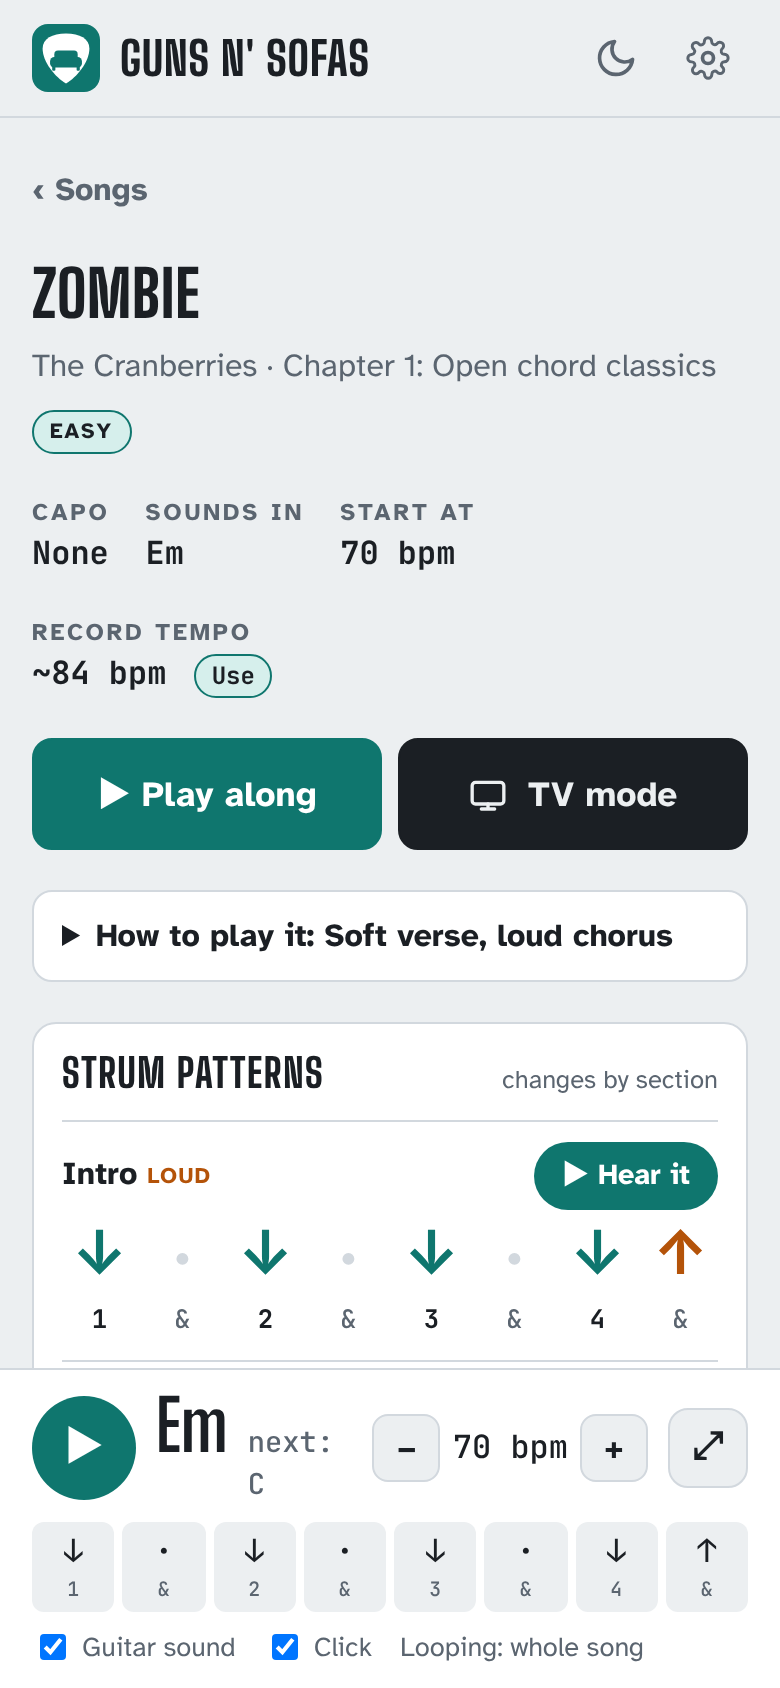 GUNS N' SOFAS
‹ Songs
ZOMBIE
The Cranberries · Chapter 1: Open chord classics
EASY
CAPO SOUNDS IN START AT
None Em 70 bpm
RECORD TEMPO
~84 bpm Use
▶ Play along TV mode
▶ How to play it: Soft verse, loud chorus
STRUM PATTERNS changes by section
Intro LOUD ▶ Hear it
↓ · ↓ · ↓ · ↓ ↑
1 & 2 & 3 & 4 &
Em next: − 70 bpm +
C
↓ · ↓ · ↓ · ↓ ↑
1 & 2 & 3 & 4 &
Guitar sound Click Looping: whole song